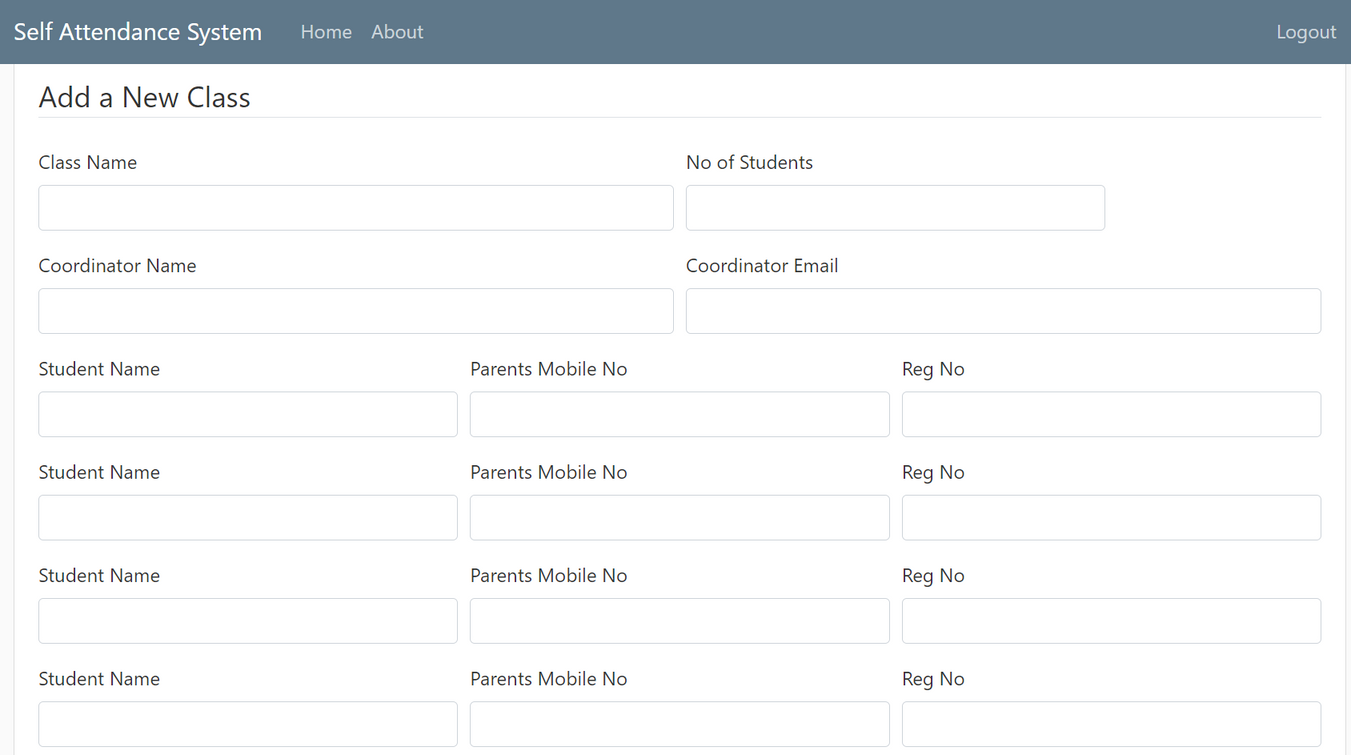 Self Attendance System Home About Logout
Add a New Class
Class Name No of Students
Coordinator Name Coordinator Email
Student Name Parents Mobile No Reg No
Student Name Parents Mobile No Reg No
Student Name Parents Mobile No Reg No
Student Name Parents Mobile No Reg No